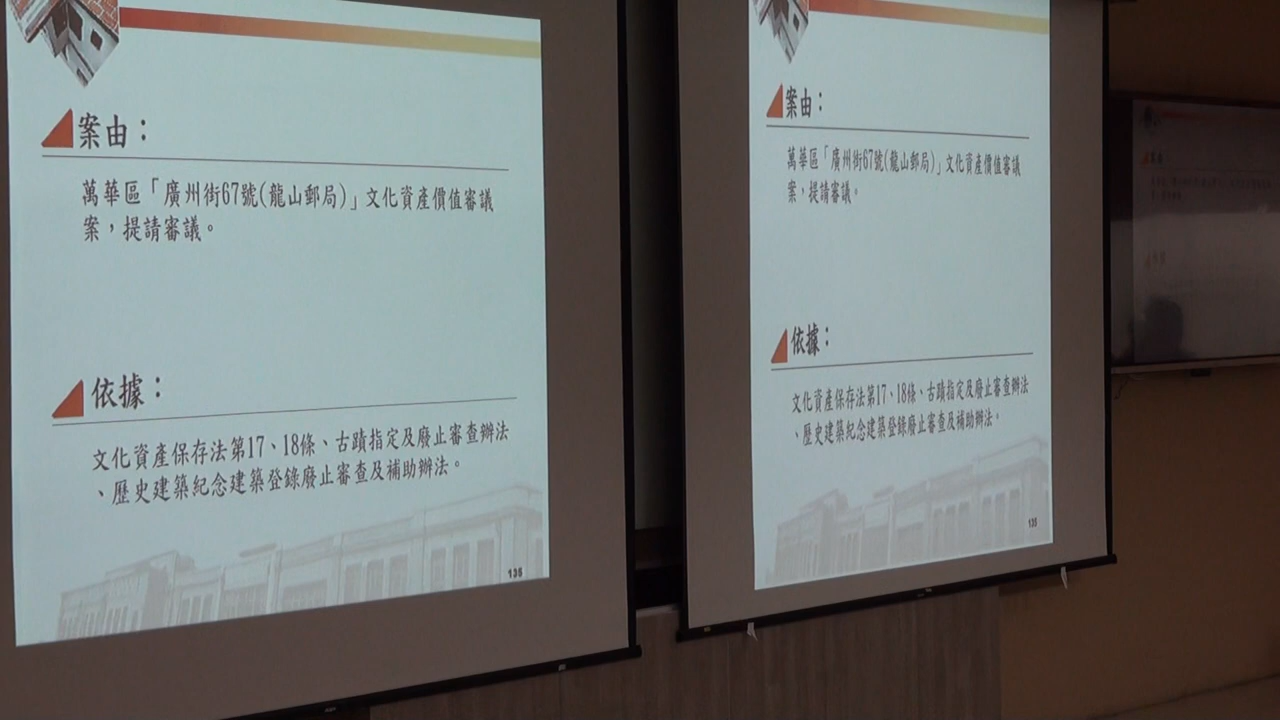 案由：
萬華區「廣州街67號(龍山郵局)」文化資產價值審議
案，提請審議。
依據：
文化資產保存法第17、18條、古蹟指定及廢止審查辦法
、歷史建築紀念建築登錄廢止審查及補助辦法。
135
案由：
萬華區「廣州街67號(龍山郵局)」文化資產價值審議
案，提請審議。
依據：
文化資產保存法第17、18條、古蹟指定及廢止審查辦法
、歷史建築紀念建築登錄廢止審查及補助辦法。
135